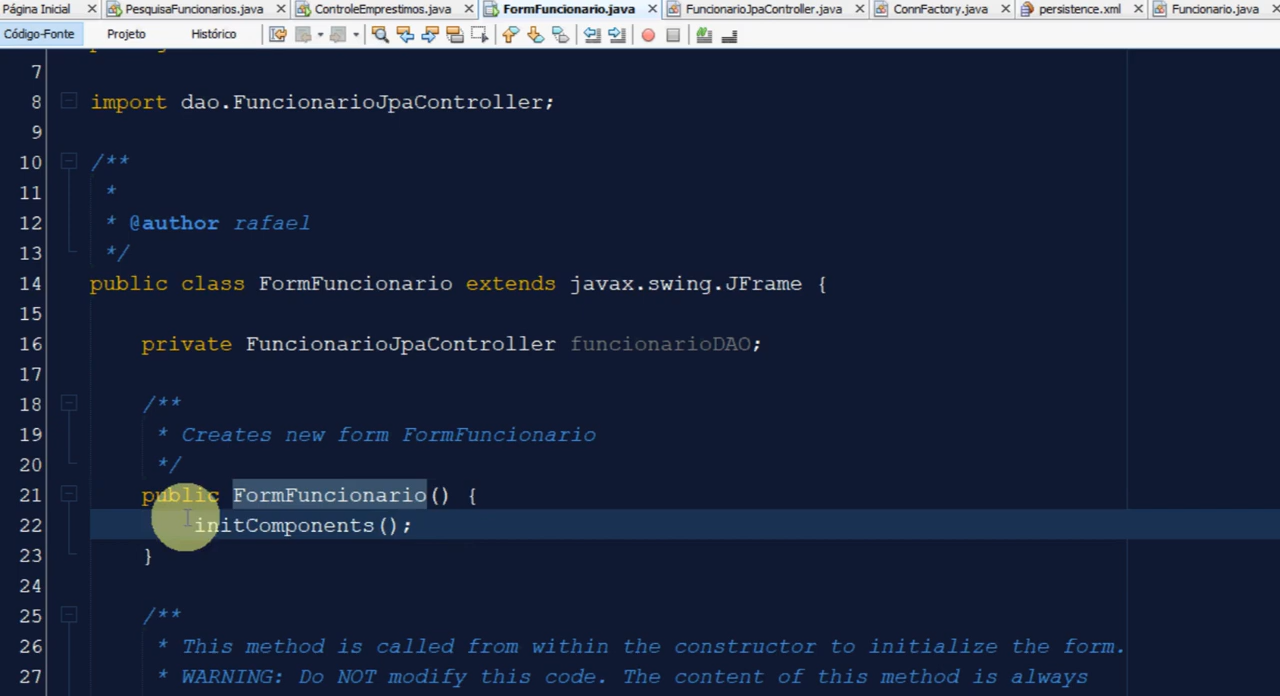 Página Inicial PesquisaFuncionarios.java ControleEmprestimos.java FormFuncionario.java FuncionarioJpaController.java ConnFactory.java persistence.xml Funcionario.java
Código-Fonte Projeto Histórico
7
8 import dao.FuncionarioJpaController;
9
10 /**
11 *
12 * @author rafael
13 */
14 public class FormFuncionario extends javax.swing.JFrame {
15
16 private FuncionarioJpaController funcionarioDAO;
17
18 /**
19 * Creates new form FormFuncionario
20 */
21 public FormFuncionario() {
22 initComponents();
23 }
24
25 /**
26 * This method is called from within the constructor to initialize the form.
27 * WARNING: Do NOT modify this code. The content of this method is always